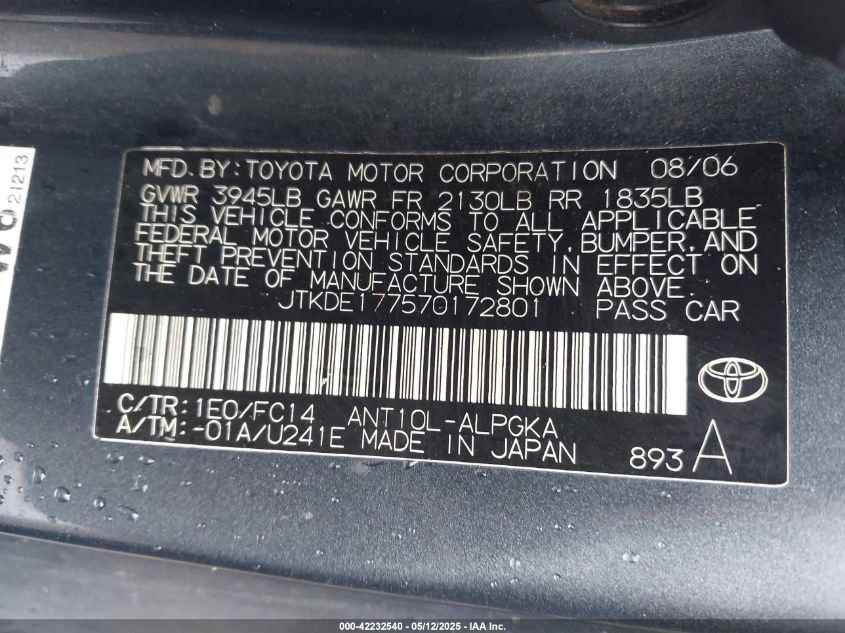 21213
MFD.BY:TOYOTA MOTOR CORPORATION 08/06
GVWR 3945LB GAWR FR 2130LB RR 1835LB
THIS VEHICLE CONFORMS TO ALL APPLICABLE
FEDERAL MOTOR VEHICLE SAFETY,BUMPER,AND
THEFT PREVENTION STANDARDS IN EFFECT ON
THE DATE OF MANUFACTURE SHOWN ABOVE.
JTKDE177570172801 PASS CAR
C/TR:1E0/FC14 ANT10L-ALPGKA
A/TM:-01A/U241E MADE IN JAPAN 893 A
000-42232540 - 05/12/2025 - IAA Inc.